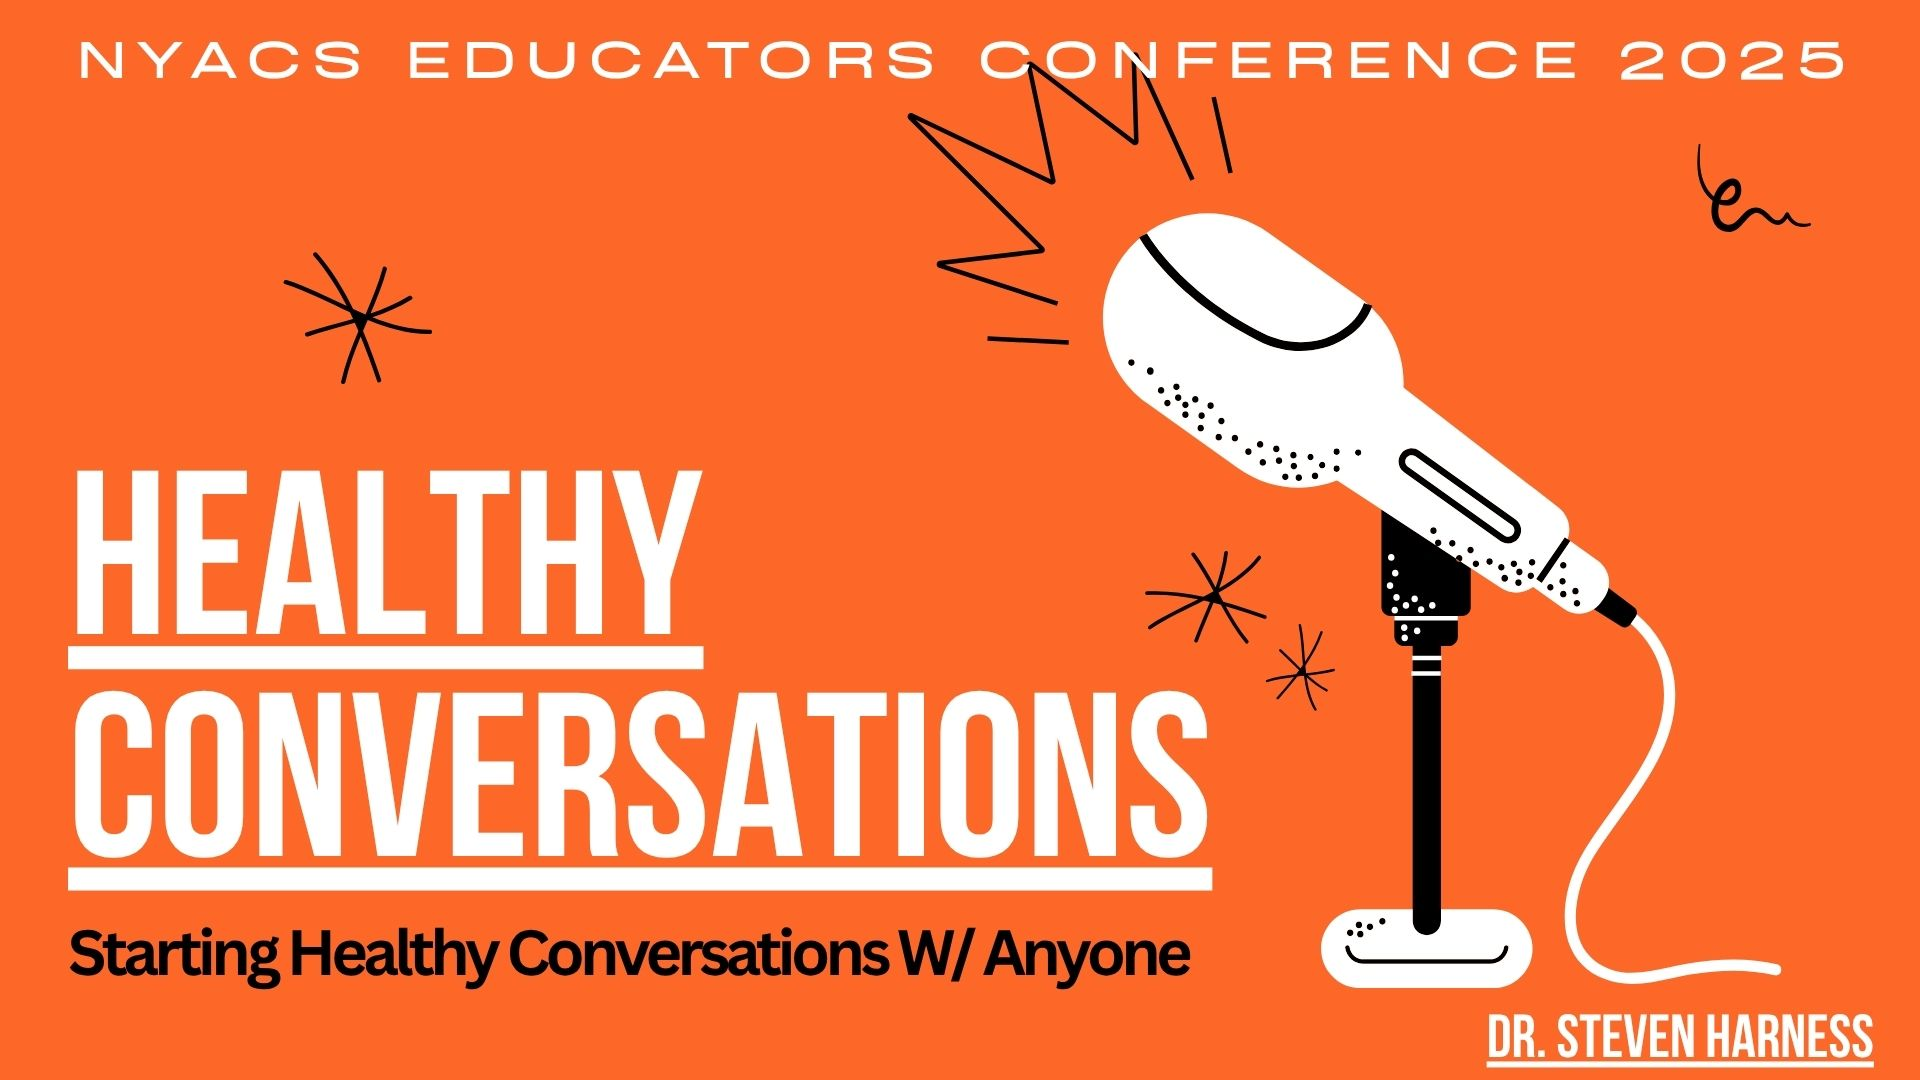 NYACS EDUCATORS CONFERENCE 2025
HEALTHY
CONVERSATIONS
Starting Healthy Conversations W/ Anyone
DR. STEVEN HARNESS